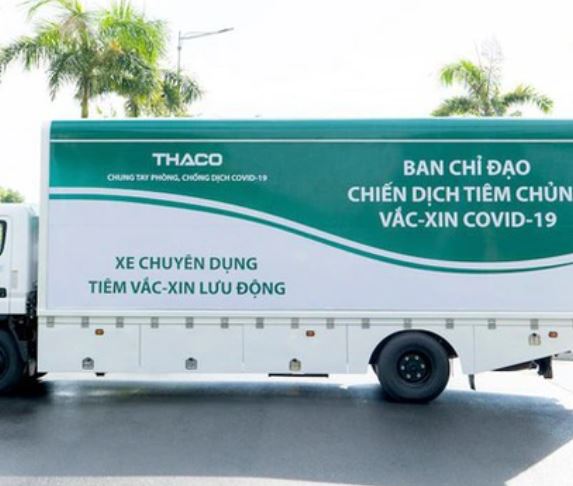 THACO
CHUNG TAY PHÒNG, CHỐNG DỊCH COVID-19
BAN CHỈ ĐẠO
CHIẾN DỊCH TIÊM CHỦN
VẮC-XIN COVID-19
XE CHUYÊN DỤNG
TIÊM VẮC-XIN LƯU ĐỘNG